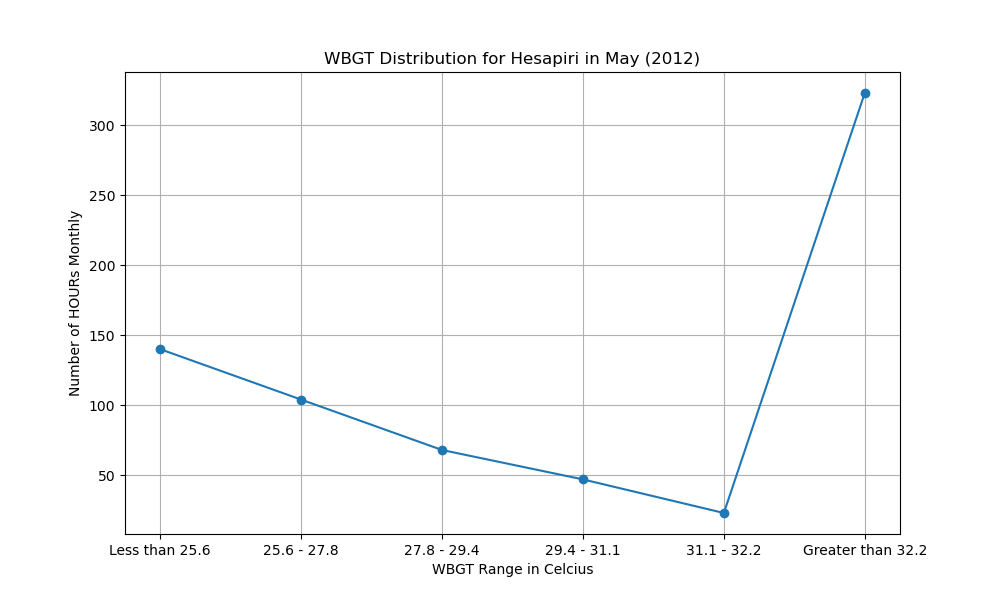 WBGT Distribution for Hesapiri in May (2012)
Number of HOURs Monthly
300
250
200
150
100
50
Less than 25.6
25.6 - 27.8
27.8 - 29.4
29.4 - 31.1
31.1 - 32.2
Greater than 32.2
WBGT Range in Celcius